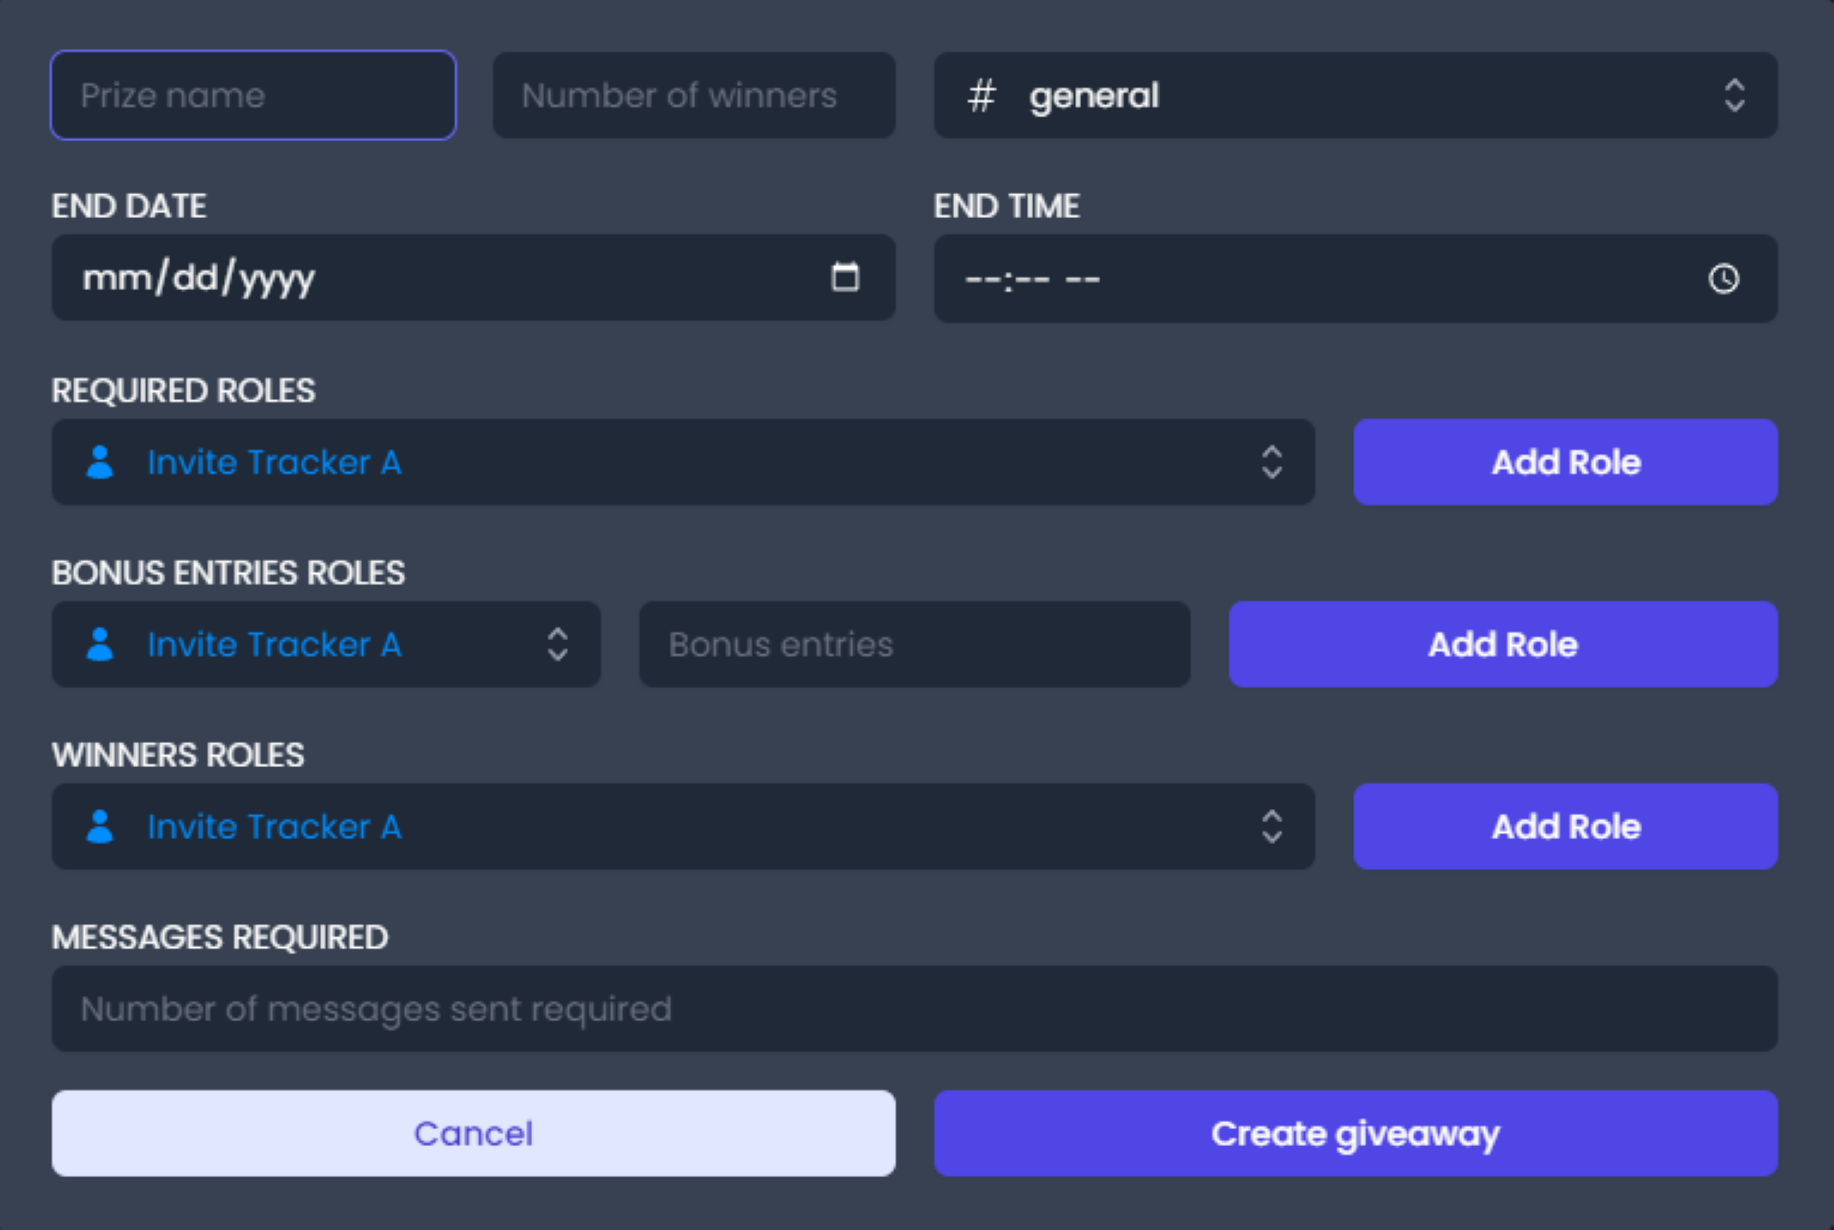 Prize name
Number of winners
# general
END DATE
END TIME
mm/dd/yyyy
--:-- --
REQUIRED ROLES
Invite Tracker A
Add Role
BONUS ENTRIES ROLES
Invite Tracker A
Bonus entries
Add Role
WINNERS ROLES
Invite Tracker A
Add Role
MESSAGES REQUIRED
Number of messages sent required
Cancel
Create giveaway